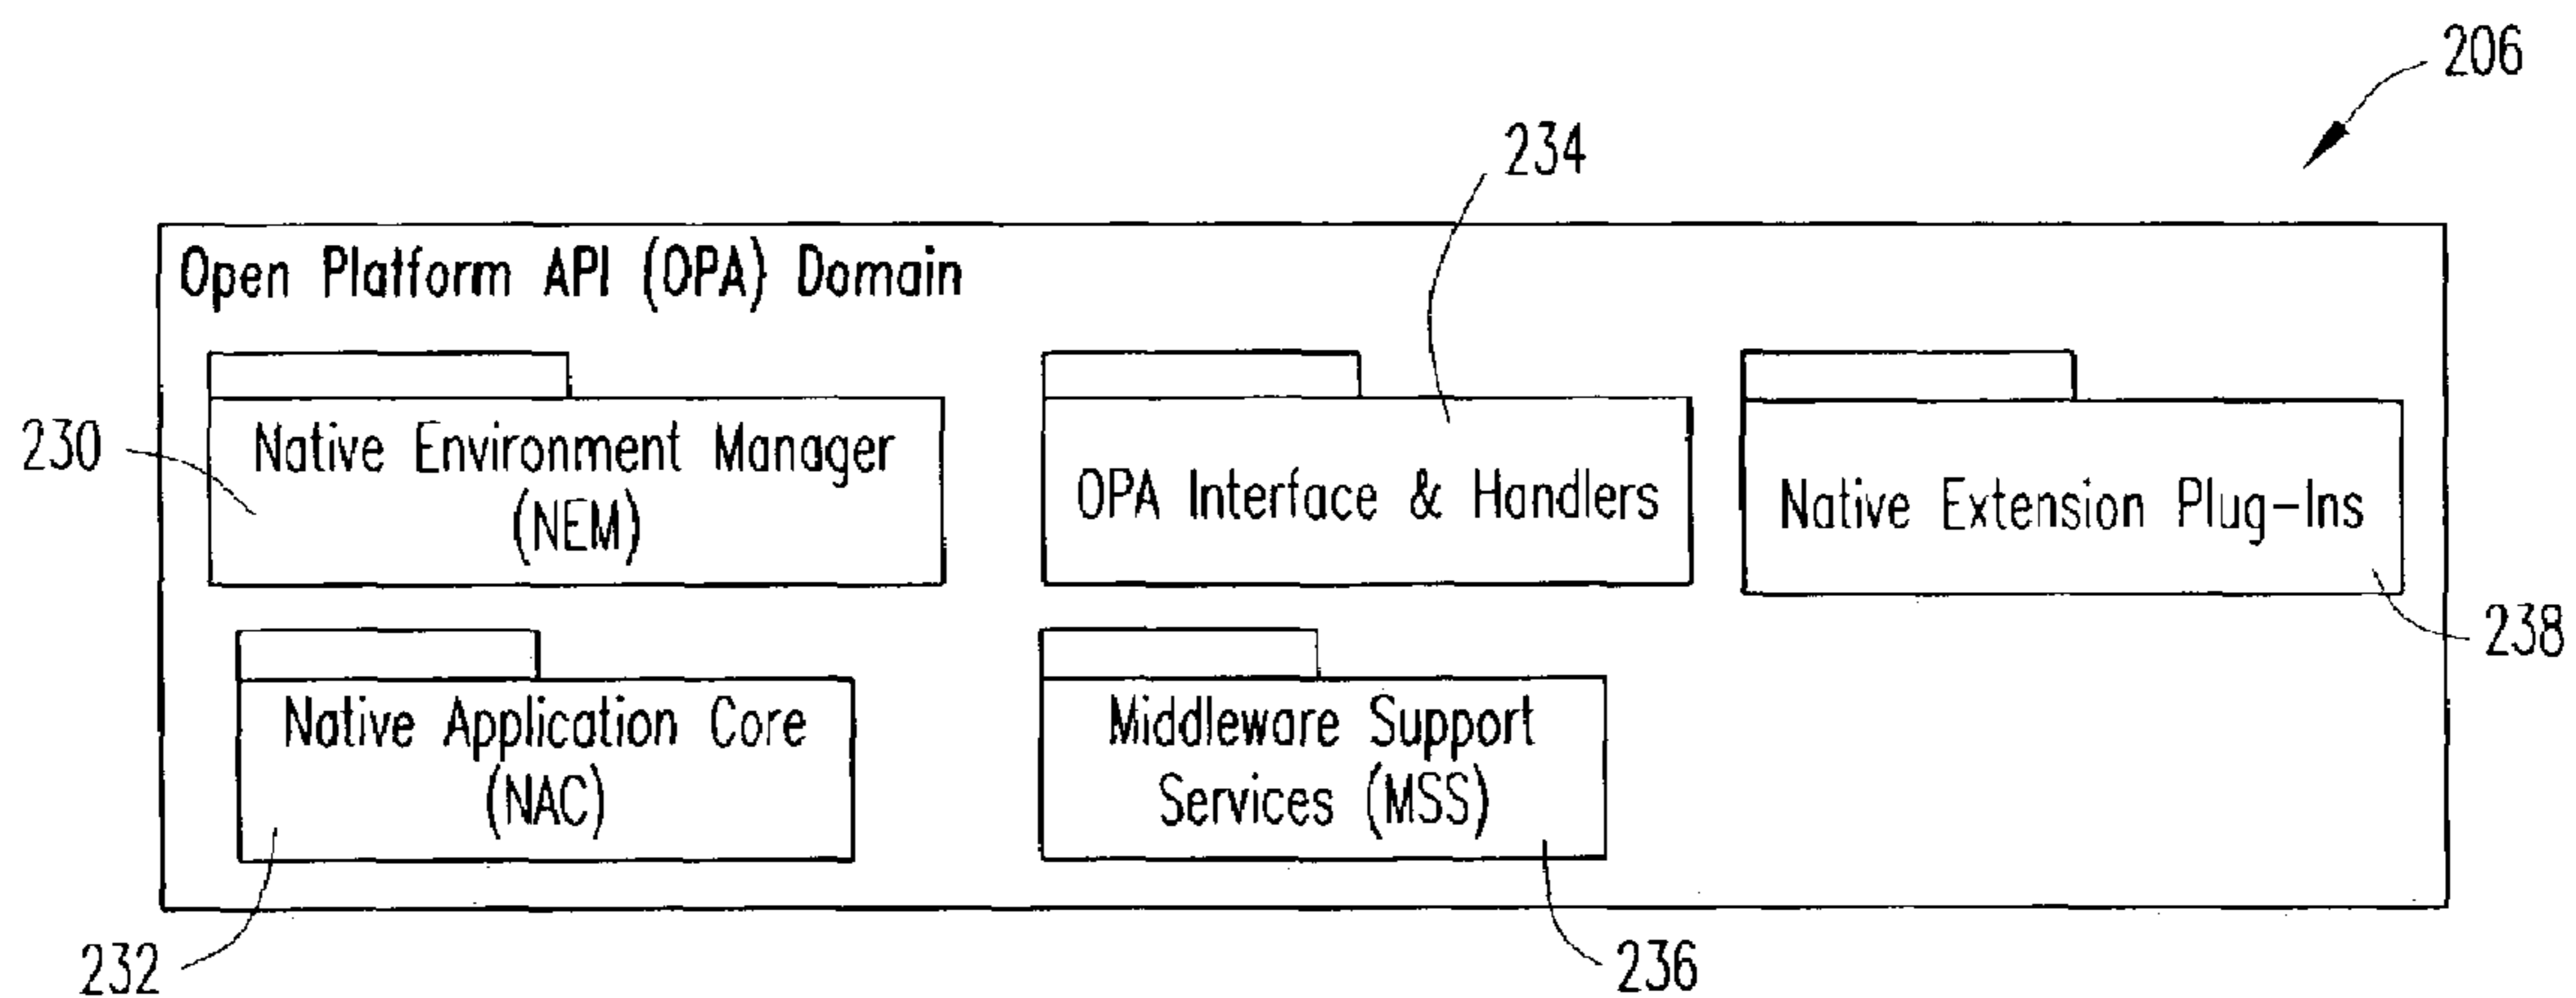 206
234
Open Platform API (OPA) Domain
230
Native Environment Manager
(NEM)
OPA Interface & Handlers
Native Extension Plug-Ins
238
Native Application Core
(NAC)
Middleware Support
Services (MSS)
232
236